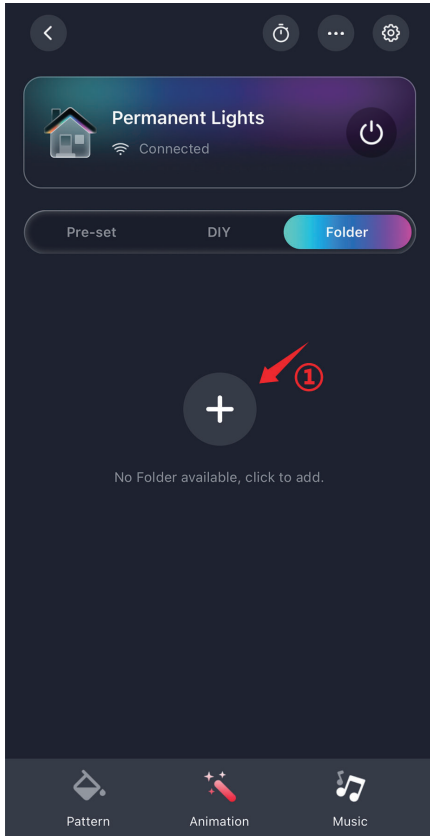 Permanent Lights
Connected
Pre-set DIY Folder
①
No Folder available, click to add.
Pattern Animation Music